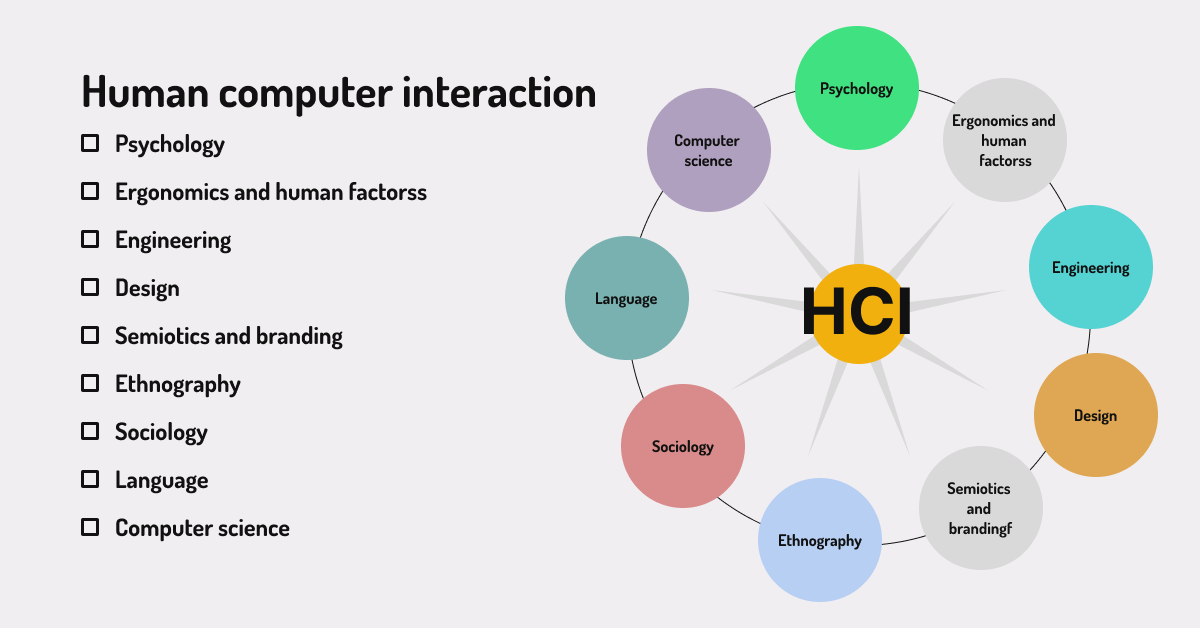 Human computer interaction
Psychology
Ergonomics and human factorss
Engineering
Design
Semiotics and branding
Ethnography
Sociology
Language
Computer science
Psychology
Ergonomics and
human
factorss
Engineering
Design
Semiotics
and
brandingf
Ethnography
Sociology
Language
Computer
science
HCI